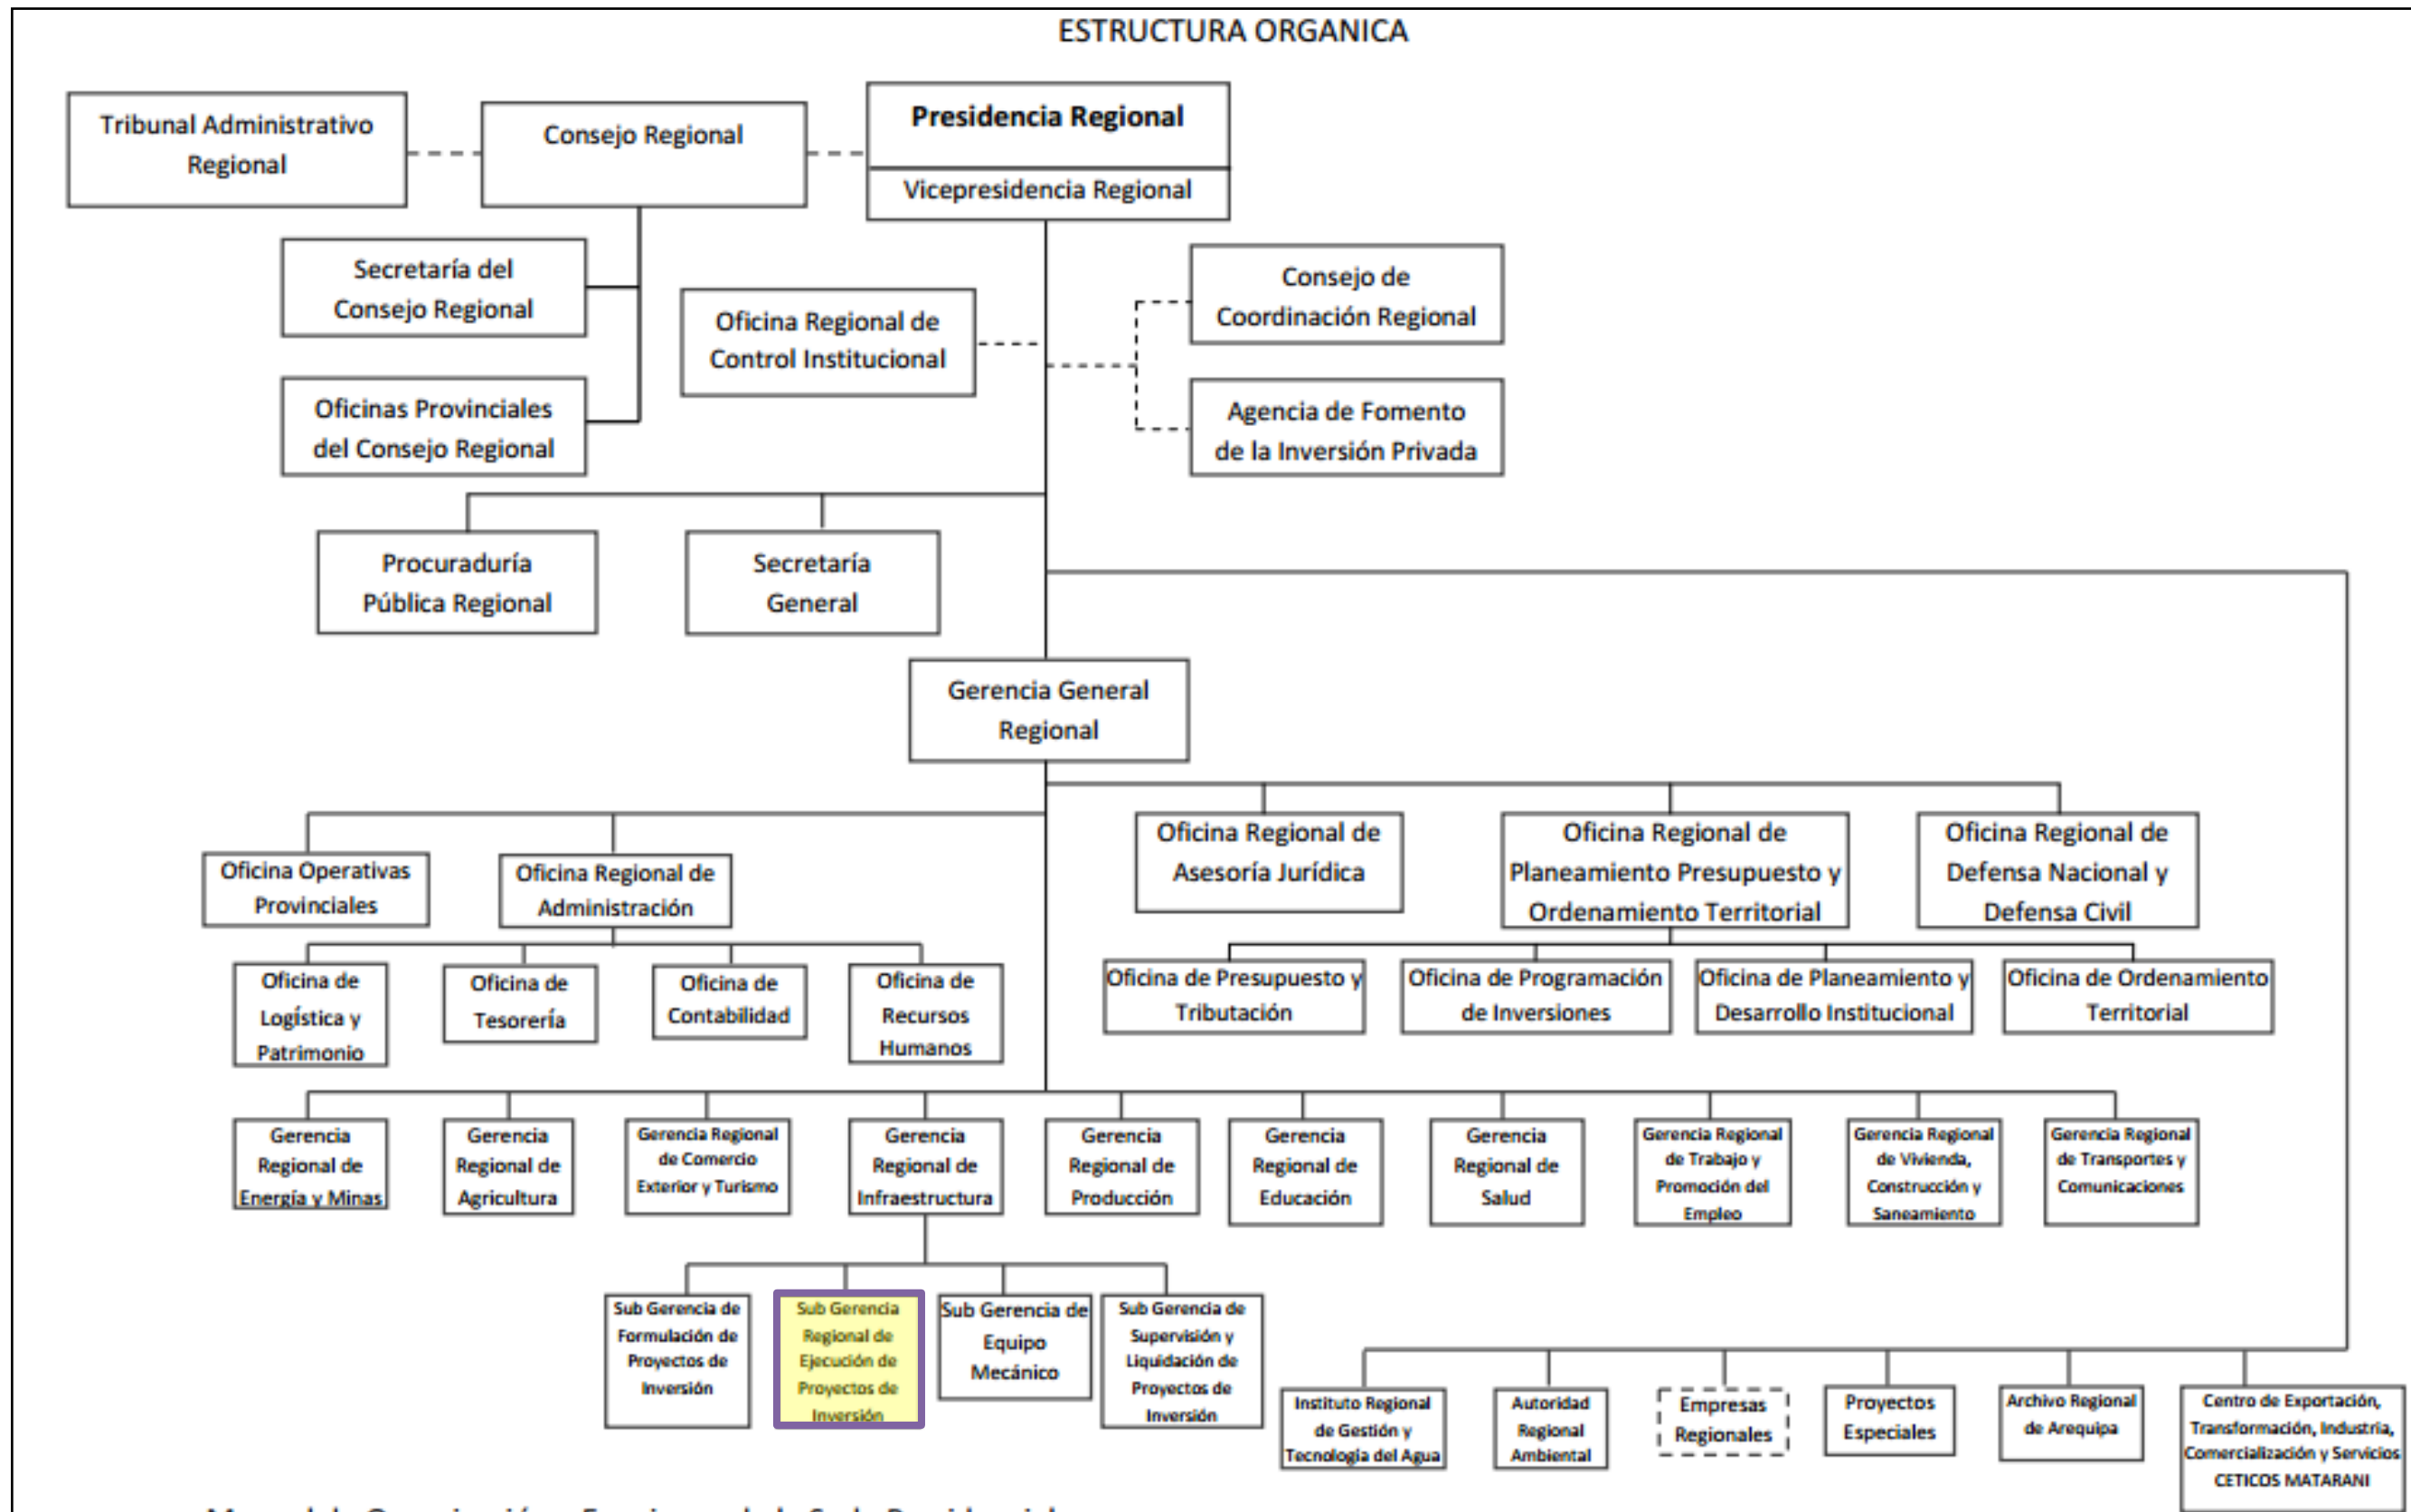 ESTRUCTURA ORGANICA
Tribunal Administrativo
Regional
Consejo Regional
Presidencia Regional
Vicepresidencia Regional
Secretaría del
Consejo Regional
Oficina Regional de
Control Institucional
Consejo de
Coordinación Regional
Oficinas Provinciales
del Consejo Regional
Agencia de Fomento
de la Inversión Privada
Procuraduría
Pública Regional
Secretaría
General
Gerencia General
Regional
Oficina Operativas
Provinciales
Oficina Regional de
Administración
Oficina Regional de
Asesoría Jurídica
Oficina Regional de
Planeamiento Presupuesto y
Ordenamiento Territorial
Oficina Regional de
Defensa Nacional y
Defensa Civil
Oficina de
Logística y
Patrimonio
Oficina de
Tesorería
Oficina de
Contabilidad
Oficina de
Recursos
Humanos
Oficina de Presupuesto y
Tributación
Oficina de Programación
de Inversiones
Oficina de Planeamiento y
Desarrollo Institucional
Oficina de Ordenamiento
Territorial
Gerencia
Regional de
Energía y Minas
Gerencia
Regional de
Agricultura
Gerencia Regional
de Comercio
Exterior y Turismo
Gerencia
Regional de
Infraestructura
Gerencia
Regional de
Producción
Gerencia
Regional de
Educación
Gerencia
Regional de
Salud
Gerencia Regional
de Trabajo y
Promoción del
Empleo
Gerencia Regional
de Vivienda,
Construcción y
Saneamiento
Gerencia Regional
de Transportes y
Comunicaciones
Sub Gerencia de
Formulación de
Proyectos de
Inversión
Sub Gerencia
Regional de
Ejecución de
Proyectos de
Inversión
Sub Gerencia de
Equipo
Mecánico
Sub Gerencia de
Supervisión y
Liquidación de
Proyectos de
Inversión
Instituto Regional
de Gestión y
Tecnologia del Agua
Autoridad
Regional
Ambiental
Empresas
Regionales
Proyectos
Especiales
Archivo Regional
de Arequipa
Centro de Exportación,
Transformación, Industria,
Comercialización y Servicios
CETICOS MATARANI